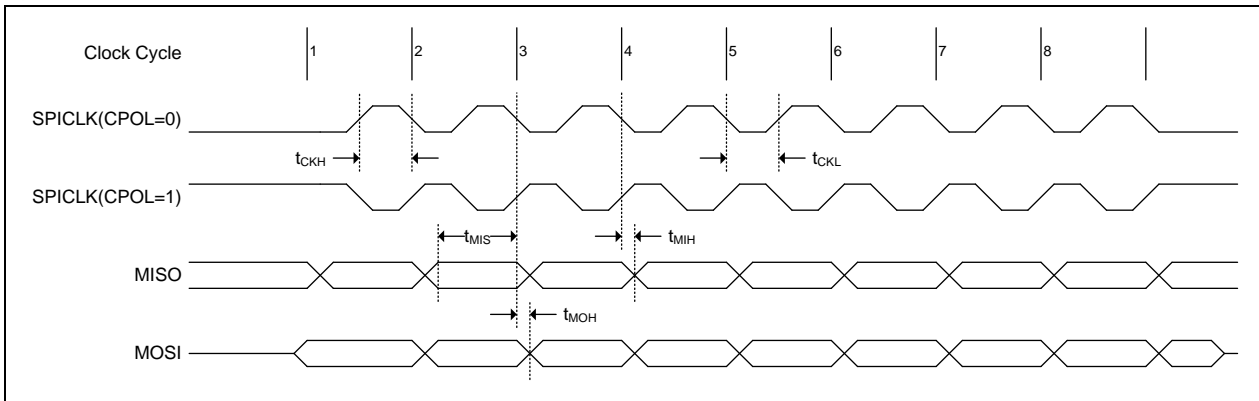 Clock Cycle 1 2 3 4 5 6 7 8
SPICLK(CPOL=0)
tCKH tCKL
SPICLK(CPOL=1)
tMIS tMIH
MISO
tMOH
MOSI